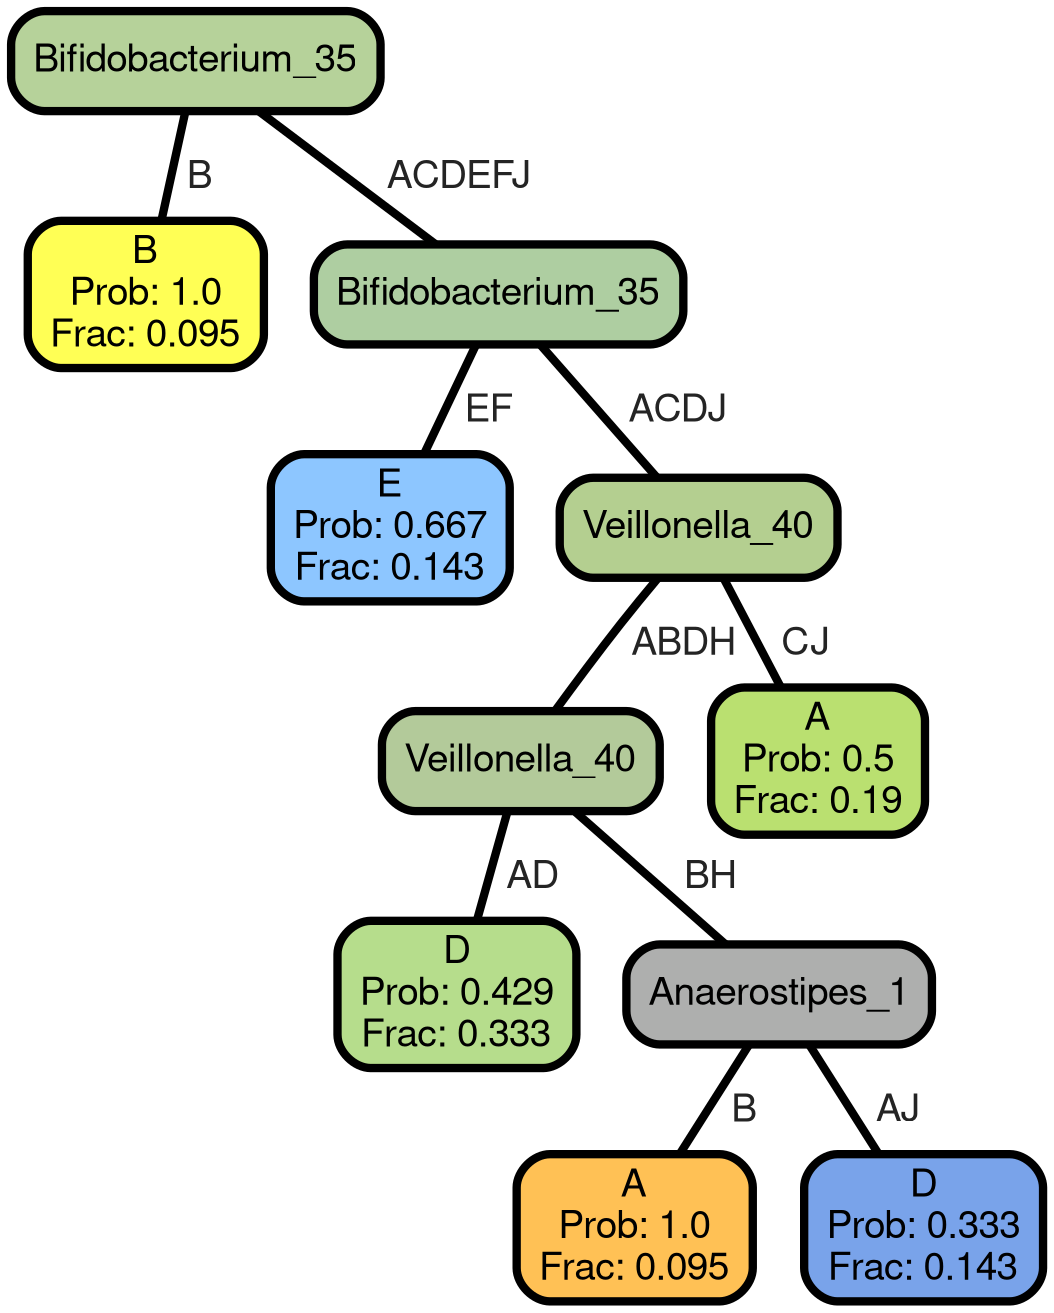 Bifidobacterium_35
B
ACDEFJ
B
Prob: 1.0
Frac: 0.095
Bifidobacterium_35
EF
ACDJ
E
Prob: 0.667
Frac: 0.143
Veillonella_40
ABDH
CJ
Veillonella_40
A
Prob: 0.5
Frac: 0.19
AD
BH
D
Prob: 0.429
Frac: 0.333
Anaerostipes_1
B
AJ
A
Prob: 1.0
Frac: 0.095
D
Prob: 0.333
Frac: 0.143